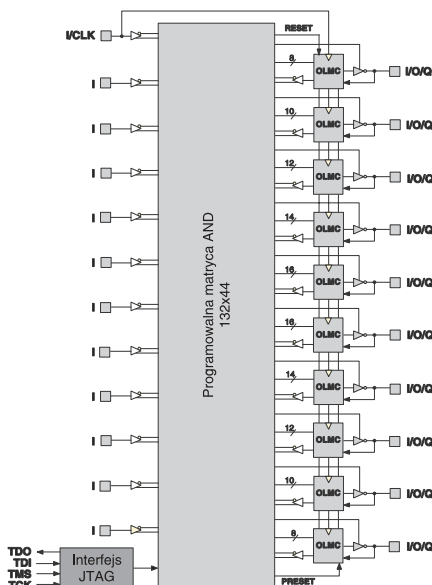 RESET
I/CLK
8
OLMC
I/O/Q
I
10
OLMC
I/O/Q
I
12
OLMC
I/O/Q
I
14
OLMC
I/O/Q
I
16
OLMC
I/O/Q
I
Programowalna matryca AND
132x44
16
OLMC
I/O/Q
I
14
OLMC
I/O/Q
I
12
OLMC
I/O/Q
I
10
OLMC
I/O/Q
I
8
OLMC
I/O/Q
I
TDO
TDI
TMS
TCK
Interfejs
JTAG
PRESET